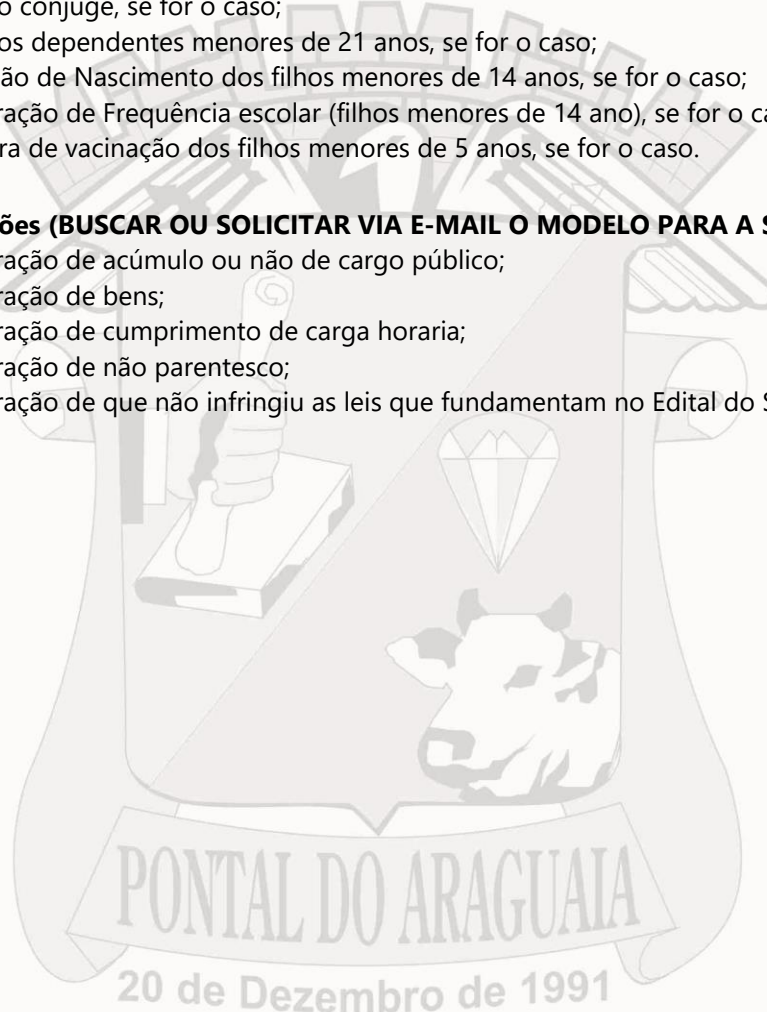 o conjuge, se for o caso;
os dependentes menores de 21 anos, se for o caso;
ão de Nascimento dos filhos menores de 14 anos, se for o caso;
ração de Frequência escolar (filhos menores de 14 ano), se for o ca
ra de vacinação dos filhos menores de 5 anos, se for o caso.
ões (BUSCAR OU SOLICITAR VIA E-MAIL O MODELO PARA A S
ração de acúmulo ou não de cargo público;
ração de bens;
ração de cumprimento de carga horaria;
ração de não parentesco;
ração de que não infringiu as leis que fundamentam no Edital do S
PONTAL DO ARAGUAIA
20 de Dezembro de 1991